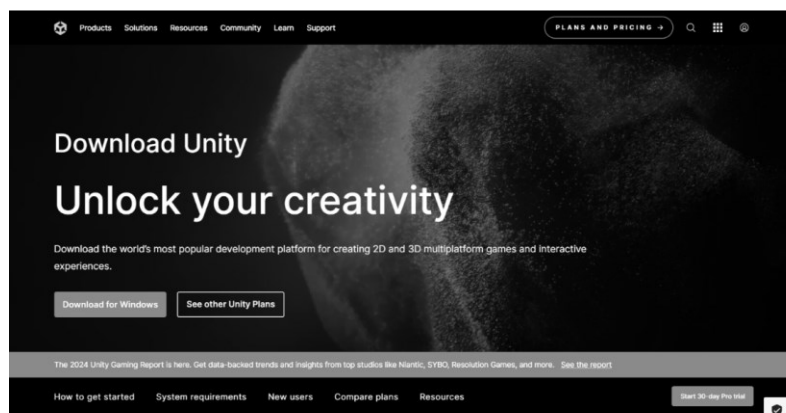 Products Solutions Resources Community Learn Support PLANS AND PRICING →
Download Unity
Unlock your creativity
Download the world's most popular development platform for creating 2D and 3D multiplatform games and interactive
experiences.
Download for Windows See other Unity Plans
The 2024 Unity Gaming Report is here. Get data-backed trends and insights from top studios like Niantic, SYBO, Resolution Games, and more. See the report
How to get started System requirements New users Compare plans Resources Start 30-day Pro trial